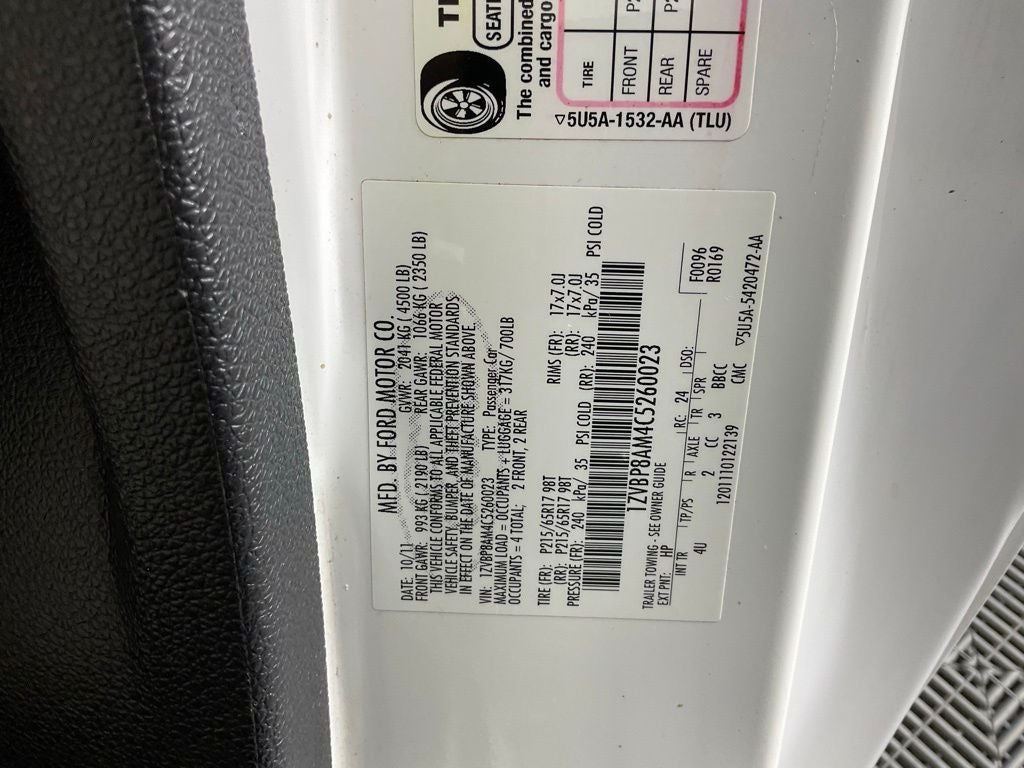 TI
SEATI
The combined
and cargo
TIRE
FRONT P2
REAR P2
SPARE
▽5U5A-1532-AA (TLU)
MFD. BY FORD MOTOR CO.
DATE: 10/11 GVWR: 2041 KG ( 4500 LB)
FRONT GAWR: 993 KG ( 2190 LB) REAR GAWR: 1066 KG ( 2350 LB)
THIS VEHICLE CONFORMS TO ALL APPLICABLE FEDERAL MOTOR
VEHICLE SAFETY, BUMPER, AND THEFT PREVENTION STANDARDS
IN EFFECT ON THE DATE OF MANUFACTURE SHOWN ABOVE.
VIN: 1ZVBP8AM4C5260023 TYPE: Passenger Car
MAXIMUM LOAD = OCCUPANTS + LUGGAGE = 317KG/ 700LB
OCCUPANTS = 4 TOTAL; 2 FRONT, 2 REAR
TIRE (FR): P215/65R17 98T RIMS (FR): 17x7.0J
(RR): P215/65R17 98T (RR): 17x7.0J
PRESSURE (FR): 240 kPa/ 35 PSI COLD (RR): 240 kPa/ 35 PSI COLD
1ZVBP8AM4C5260023
TRAILER TOWING - SEE OWNER GUIDE
EXT PNT: HP RC: 24 DSO: F0096
R0169
INT TR TP/PS R AXLE TR SPR
4U 2 CC 3 BBCC
CMC
12011110122139
▽5U5A-5420472-AA